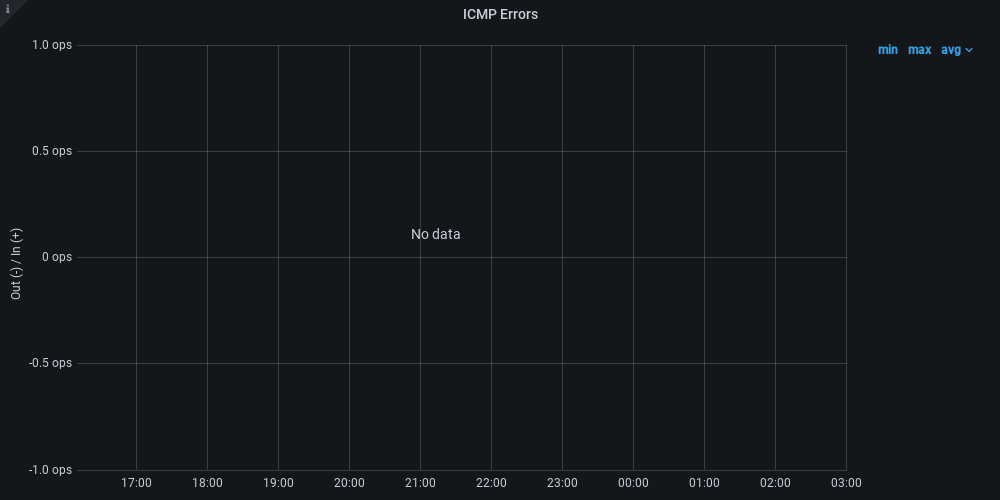 ICMP Errors
min max avg
1.0 ops
0.5 ops
0 ops
-0.5 ops
-1.0 ops
Out (-) / In (+)
No data
17:00 18:00 19:00 20:00 21:00 22:00 23:00 00:00 01:00 02:00 03:00